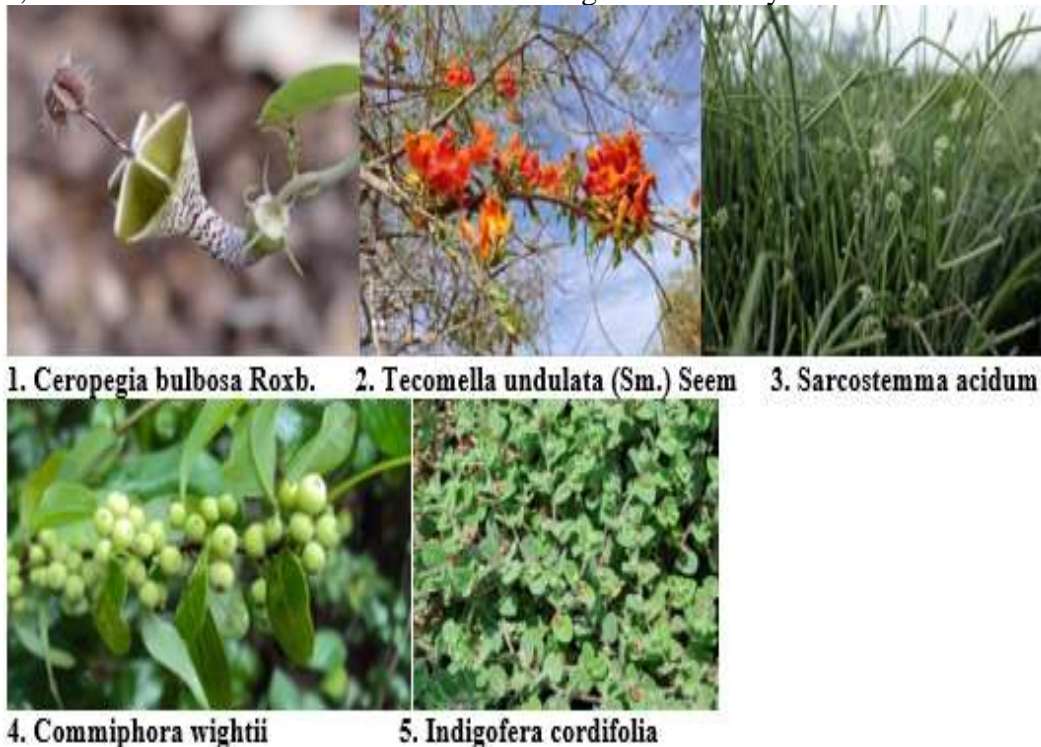 1. Ceropegia bulbosa Roxb. 2. Tecomella undulata (Sm.) Seem 3. Sarcostemma acidum
4. Commiphora wightii 5. Indigofera cordifolia